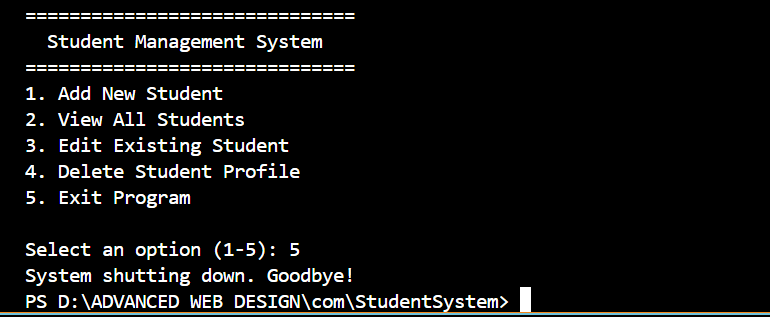 ==============================
Student Management System
==============================
1. Add New Student
2. View All Students
3. Edit Existing Student
4. Delete Student Profile
5. Exit Program
Select an option (1-5): 5
System shutting down. Goodbye!
PS D:\ADVANCED WEB DESIGN\com\StudentSystem>